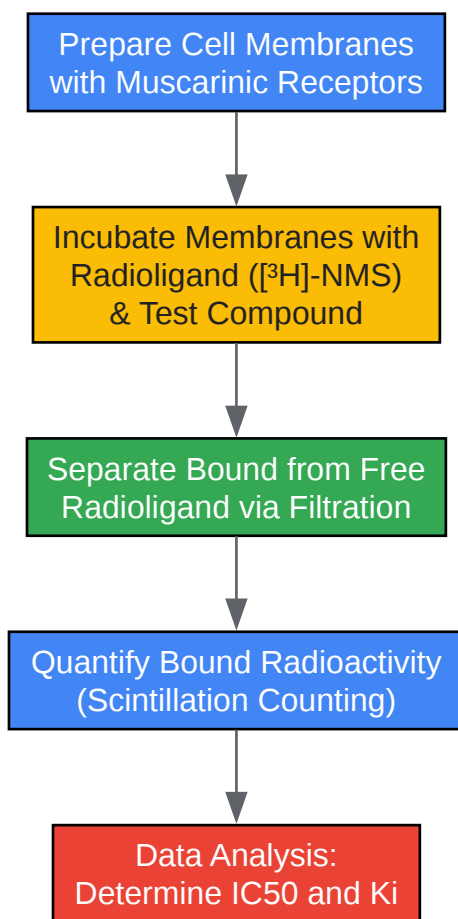 Prepare Cell Membranes
with Muscarinic Receptors
Incubate Membranes with
Radioligand ([³H]-NMS)
& Test Compound
Separate Bound from Free
Radioligand via Filtration
Quantify Bound Radioactivity
(Scintillation Counting)
Data Analysis:
Determine IC50 and Ki